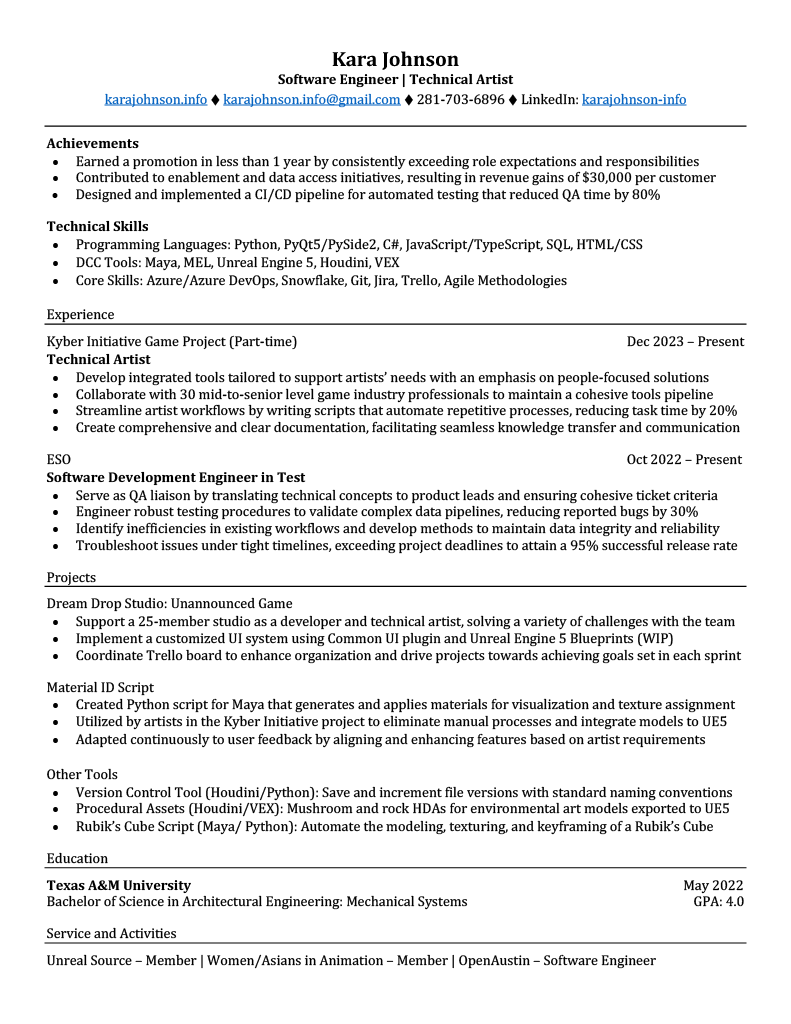 Kara Johnson
Software Engineer | Technical Artist
karajohnson.info ♦ karajohnson.info@gmail.com ♦ 281-703-6896 ♦ LinkedIn: karajohnson-info
Achievements
• Earned a promotion in less than 1 year by consistently exceeding role expectations and responsibilities
• Contributed to enablement and data access initiatives, resulting in revenue gains of $30,000 per customer
• Designed and implemented a CI/CD pipeline for automated testing that reduced QA time by 80%
Technical Skills
• Programming Languages: Python, PyQt5/PySide2, C#, JavaScript/TypeScript, SQL, HTML/CSS
• DCC Tools: Maya, MEL, Unreal Engine 5, Houdini, VEX
• Core Skills: Azure/Azure DevOps, Snowflake, Git, Jira, Trello, Agile Methodologies
Experience
Kyber Initiative Game Project (Part-time) Dec 2023 – Present
Technical Artist
• Develop integrated tools tailored to support artists’ needs with an emphasis on people-focused solutions
• Collaborate with 30 mid-to-senior level game industry professionals to maintain a cohesive tools pipeline
• Streamline artist workflows by writing scripts that automate repetitive processes, reducing task time by 20%
• Create comprehensive and clear documentation, facilitating seamless knowledge transfer and communication
ESO Oct 2022 – Present
Software Development Engineer in Test
• Serve as QA liaison by translating technical concepts to product leads and ensuring cohesive ticket criteria
• Engineer robust testing procedures to validate complex data pipelines, reducing reported bugs by 30%
• Identify inefficiencies in existing workflows and develop methods to maintain data integrity and reliability
• Troubleshoot issues under tight timelines, exceeding project deadlines to attain a 95% successful release rate
Projects
Dream Drop Studio: Unannounced Game
• Support a 25-member studio as a developer and technical artist, solving a variety of challenges with the team
• Implement a customized UI system using Common UI plugin and Unreal Engine 5 Blueprints (WIP)
• Coordinate Trello board to enhance organization and drive projects towards achieving goals set in each sprint
Material ID Script
• Created Python script for Maya that generates and applies materials for visualization and texture assignment
• Utilized by artists in the Kyber Initiative project to eliminate manual processes and integrate models to UE5
• Adapted continuously to user feedback by aligning and enhancing features based on artist requirements
Other Tools
• Version Control Tool (Houdini/Python): Save and increment file versions with standard naming conventions
• Procedural Assets (Houdini/VEX): Mushroom and rock HDAs for environmental art models exported to UE5
• Rubik’s Cube Script (Maya/ Python): Automate the modeling, texturing, and keyframing of a Rubik’s Cube
Education
Texas A&M University May 2022
Bachelor of Science in Architectural Engineering: Mechanical Systems GPA: 4.0
Service and Activities
Unreal Source – Member | Women/Asians in Animation – Member | OpenAustin – Software Engineer